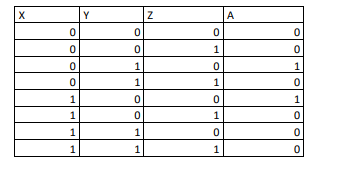 X Y Z A
0 0 0 0
0 0 1 0
0 1 0 1
0 1 1 0
1 0 0 1
1 0 1 0
1 1 0 0
1 1 1 0